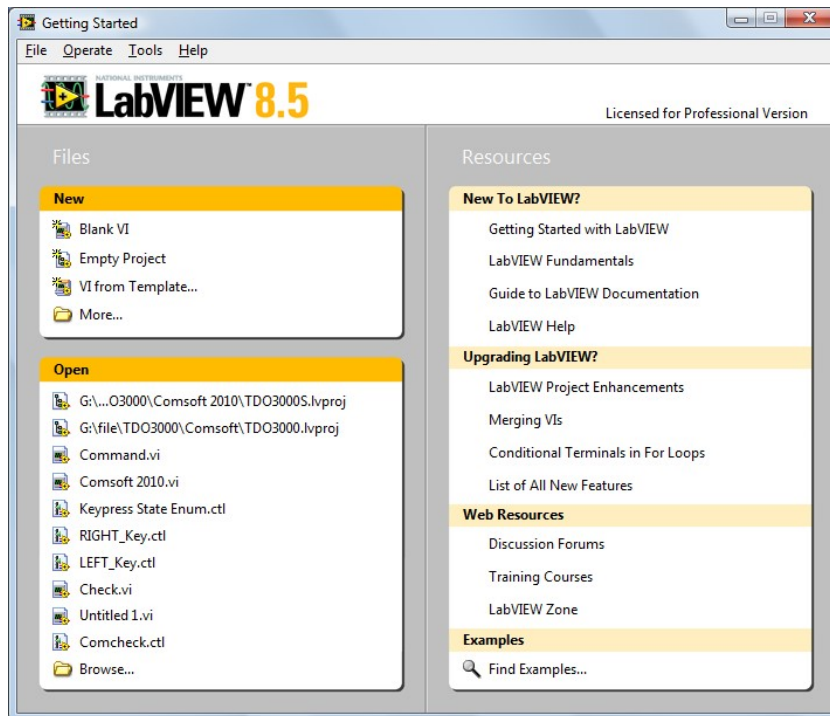 Getting Started
File Operate Tools Help
NATIONAL INSTRUMENTS
LabVIEW™ 8.5
Licensed for Professional Version
Files
New
Blank VI
Empty Project
VI from Template...
More...
Open
G:\...O3000\Comsoft 2010\TDO3000S.lvproj
G:\file\TDO3000\Comsoft\TDO3000.lvproj
Command.vi
Comsoft 2010.vi
Keypress State Enum.ctl
RIGHT_Key.ctl
LEFT_Key.ctl
Check.vi
Untitled 1.vi
Comcheck.ctl
Browse...
Resources
New To LabVIEW?
Getting Started with LabVIEW
LabVIEW Fundamentals
Guide to LabVIEW Documentation
LabVIEW Help
Upgrading LabVIEW?
LabVIEW Project Enhancements
Merging VIs
Conditional Terminals in For Loops
List of All New Features
Web Resources
Discussion Forums
Training Courses
LabVIEW Zone
Examples
Find Examples...